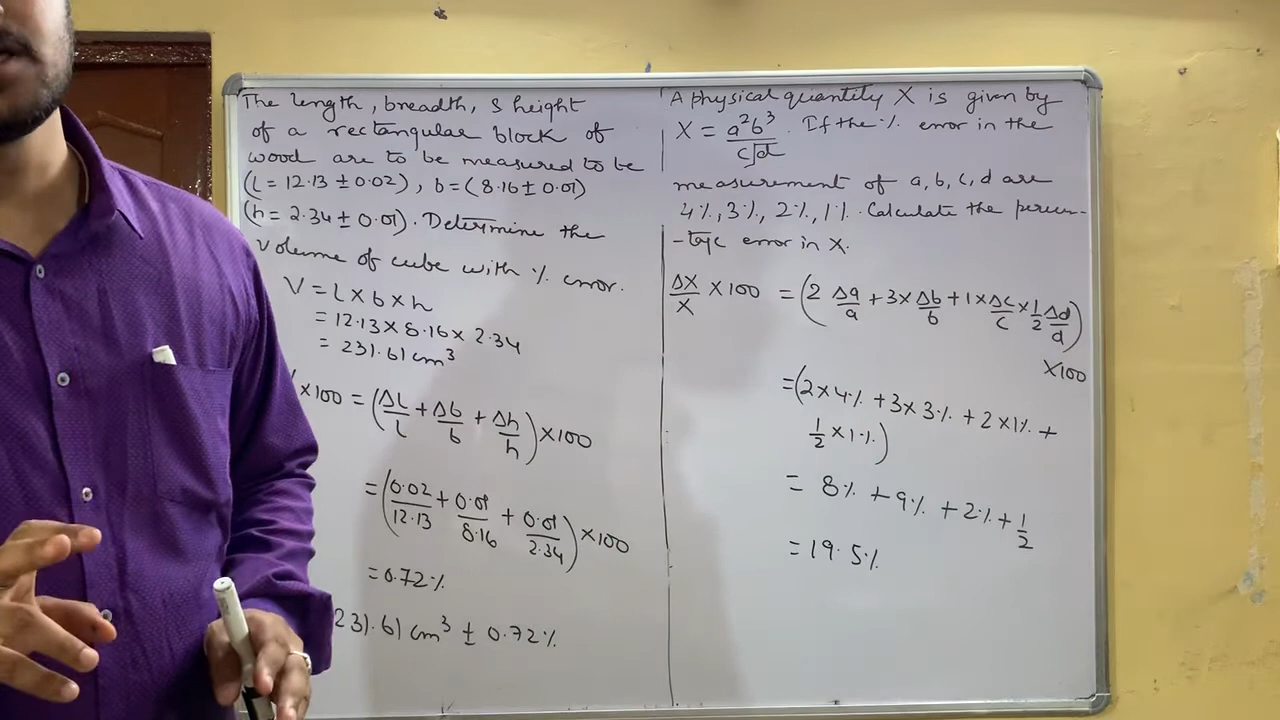 The length, breadth, & height
of a rectangular block of
wood are to be measured to be
(l = 12.13 ± 0.02), b = (8.16 ± 0.01)
(h = 2.34 ± 0.01). Determine the
volume of cube with % error.
V = l × b × h
= 12.13 × 8.16 × 2.34
= 231.61 cm³
× 100 = (Δl/l + Δb/b + Δh/h) × 100
= (0.02/12.13 + 0.01/8.16 + 0.01/2.34) × 100
= 0.72%
231.61 cm³ ± 0.72%
A physical quantity X is given by
X = a²b³/c√d. If the % error in the
measurement of a, b, c, d are
4%, 3%, 2%, 1%. Calculate the percen-
-tage error in X.
ΔX/X × 100 = (2 Δa/a + 3 × Δb/b + 1 × Δc/c × 1/2 Δd/d)
× 100
= (2 × 4% + 3 × 3% + 2 × 1% +
1/2 × 1%)
= 8% + 9% + 2% + 1/2
= 19.5%